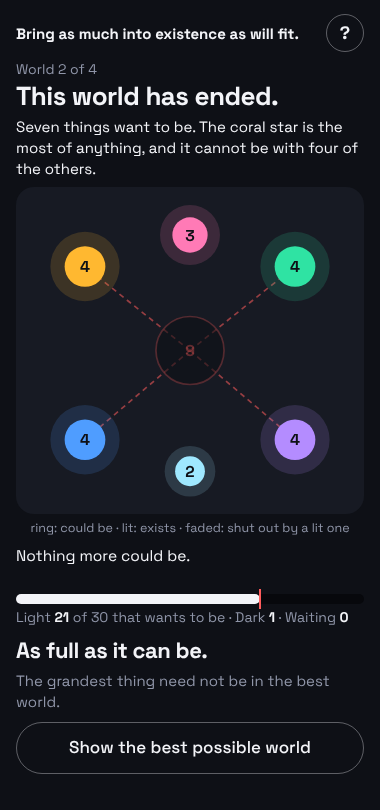 Bring as much into existence as will fit.
?
World 2 of 4
This world has ended.
Seven things want to be. The coral star is the
most of anything, and it cannot be with four of
the others.
3
4
4
9
4
4
2
ring: could be · lit: exists · faded: shut out by a lit one
Nothing more could be.
Light 21 of 30 that wants to be · Dark 1 · Waiting 0
As full as it can be.
The grandest thing need not be in the best
world.
Show the best possible world